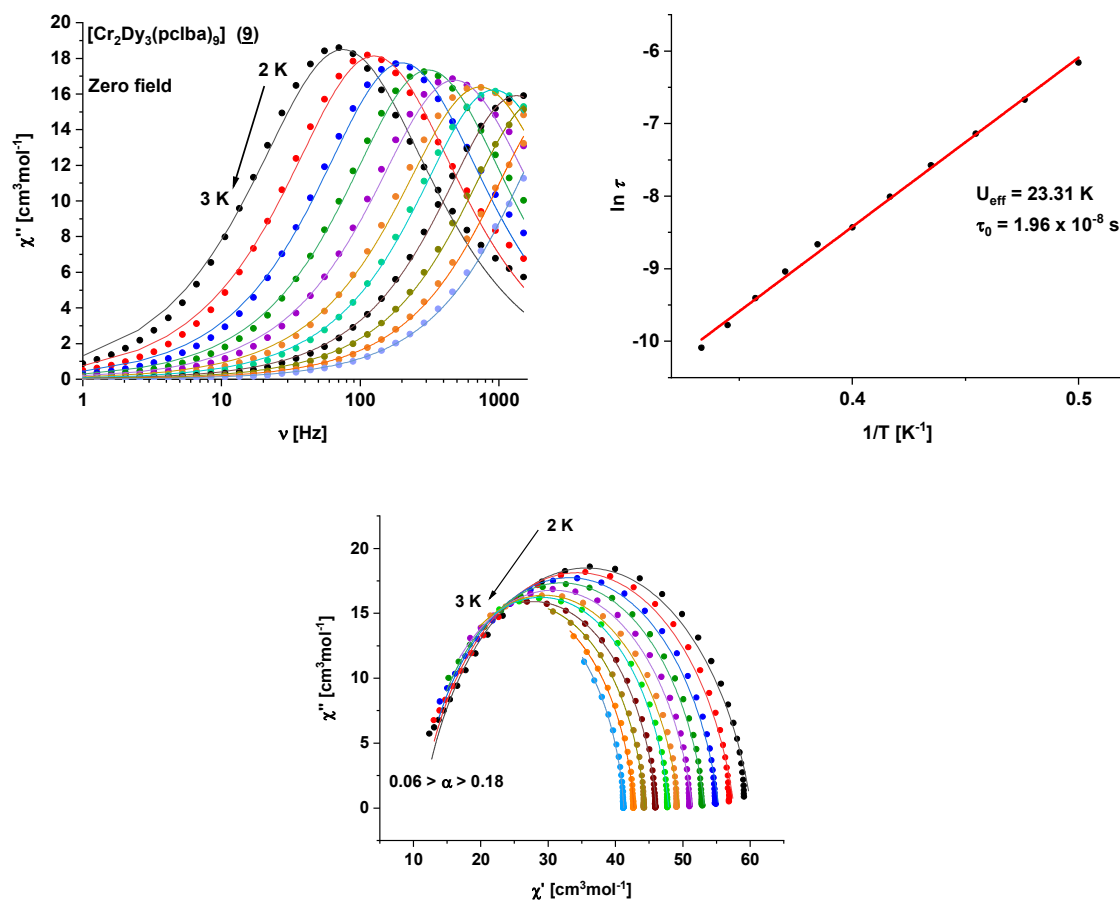 [Cr₂Dy₃(pclba)₉] (9)
Zero field
2 K
3 K
20
18
16
14
12
10
8
6
4
2
0
χ'' [cm³mol⁻¹]
1
10
100
1000
ν [Hz]
-6
-7
-8
-9
-10
ln τ
U_eff = 23.31 K
τ₀ = 1.96 x 10⁻⁸ s
0.4
0.5
1/T [K⁻¹]
2 K
3 K
20
15
10
5
0
χ'' [cm³mol⁻¹]
0.06 > α > 0.18
10
20
30
40
50
60
χ' [cm³mol⁻¹]